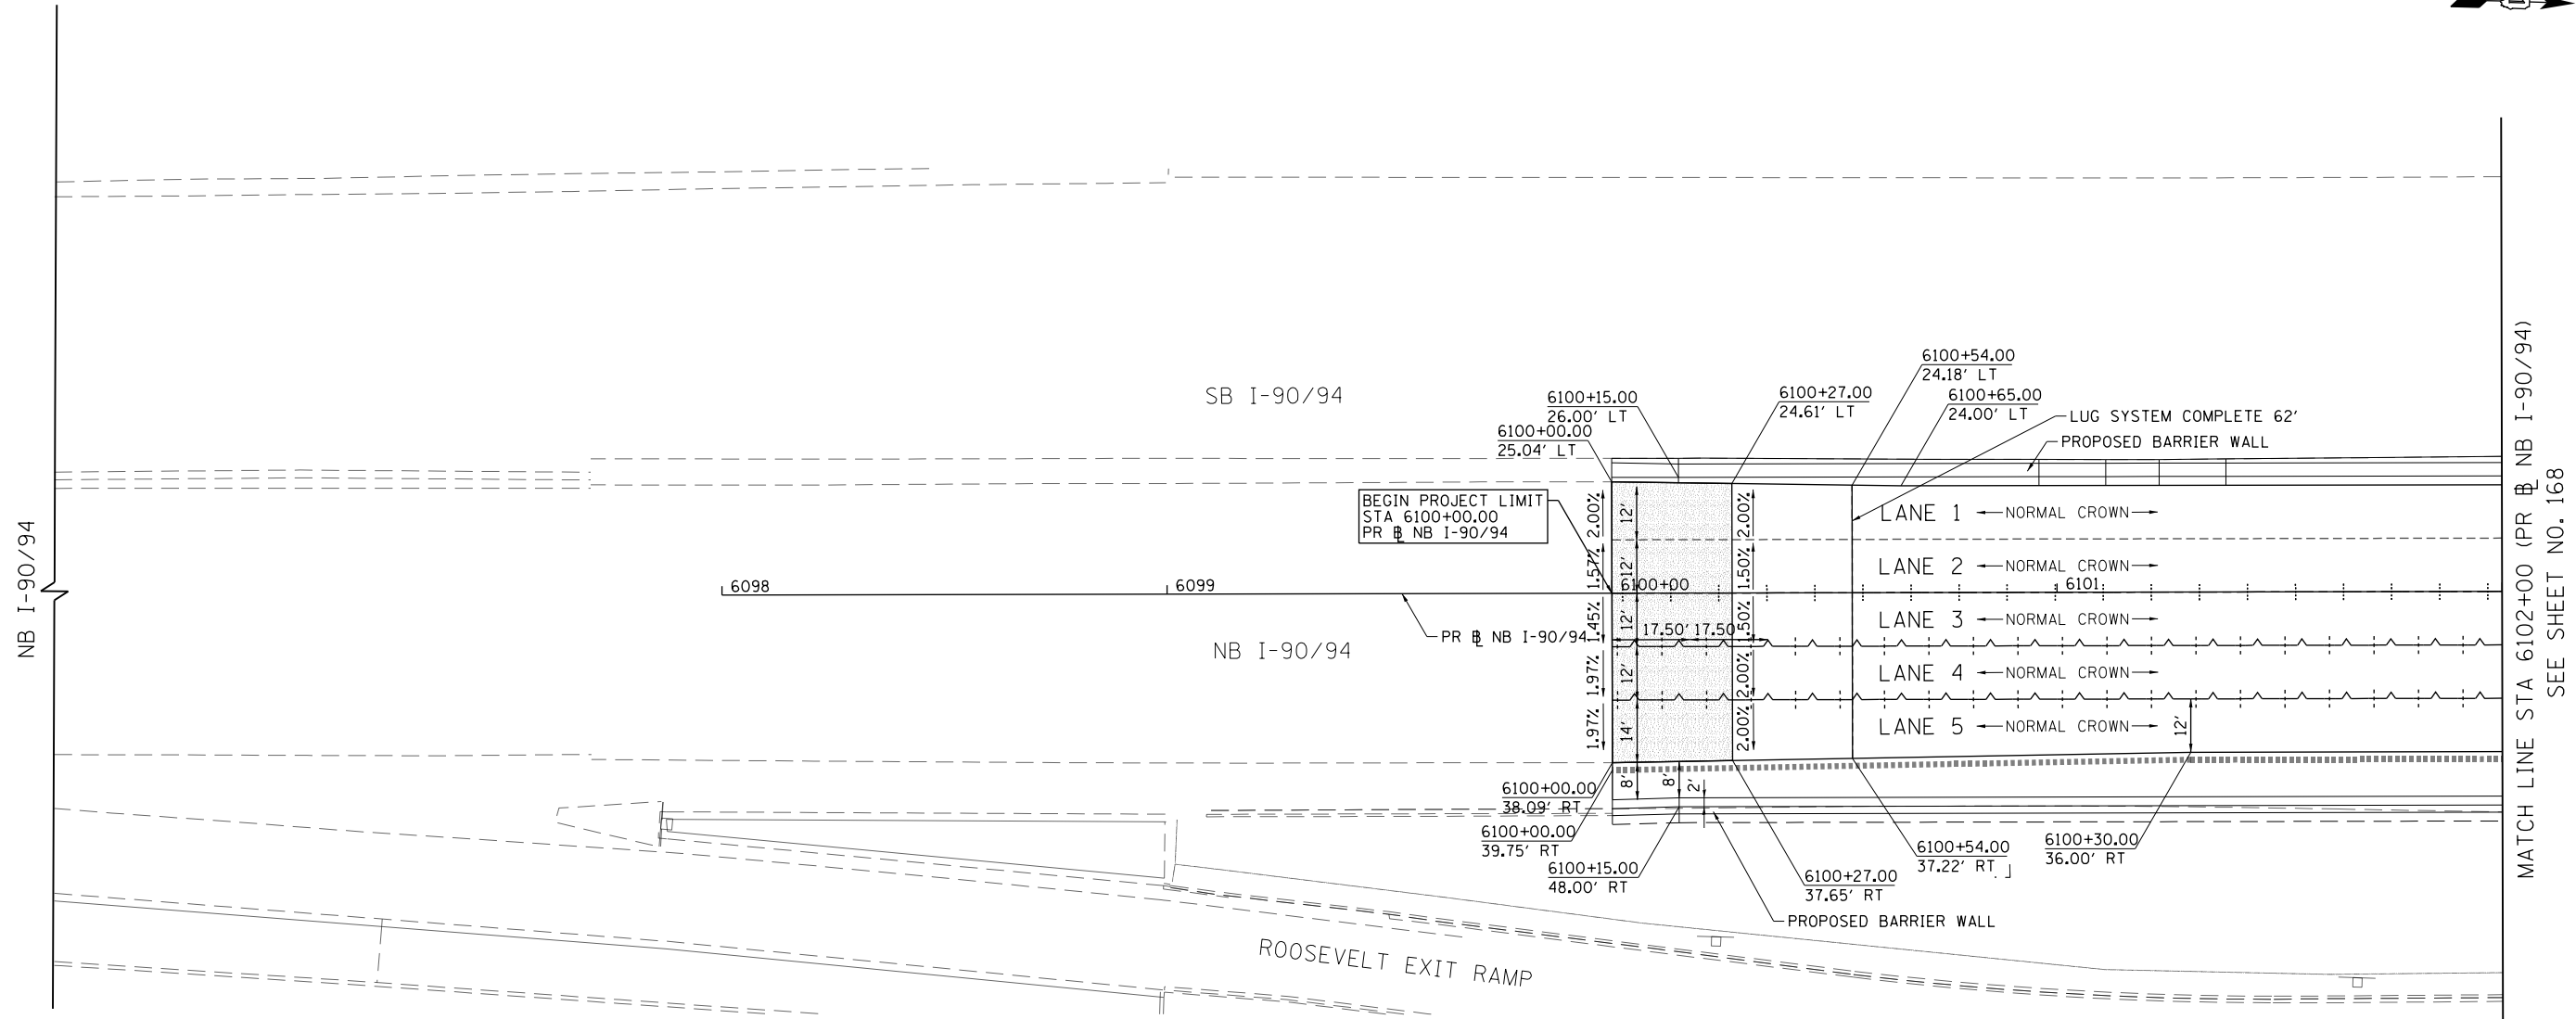 SB I-90/94
6100+54.00
24.18' LT
6100+15.00
26.00' LT
6100+27.00
24.61' LT
6100+65.00
24.00' LT
LUG SYSTEM COMPLETE 62'
PROPOSED BARRIER WALL
6100+00.00
25.04' LT
BEGIN PROJECT LIMIT
STA 6100+00.00
PR ⅊ NB I-90/94
2.00%
12'
2.00%
LANE 1
NORMAL CROWN
1.57%
12'
1.50%
LANE 2
NORMAL CROWN
6098
6099
6100+00
6101
1.45%
12'
1.50%
LANE 3
NORMAL CROWN
17.50'
17.50'
PR ⅊ NB I-90/94
NB I-90/94
NB I-90/94
1.97%
12'
2.00%
LANE 4
NORMAL CROWN
1.97%
14'
2.00%
LANE 5
NORMAL CROWN
12'
8'
8'
2'
6100+00.00
38.09' RT
6100+00.00
39.75' RT
6100+15.00
48.00' RT
6100+27.00
37.65' RT
6100+54.00
37.22' RT
6100+30.00
36.00' RT
PROPOSED BARRIER WALL
ROOSEVELT EXIT RAMP
MATCH LINE STA 6102+00 (PR ⅊ NB I-90/94)
SEE SHEET NO. 168